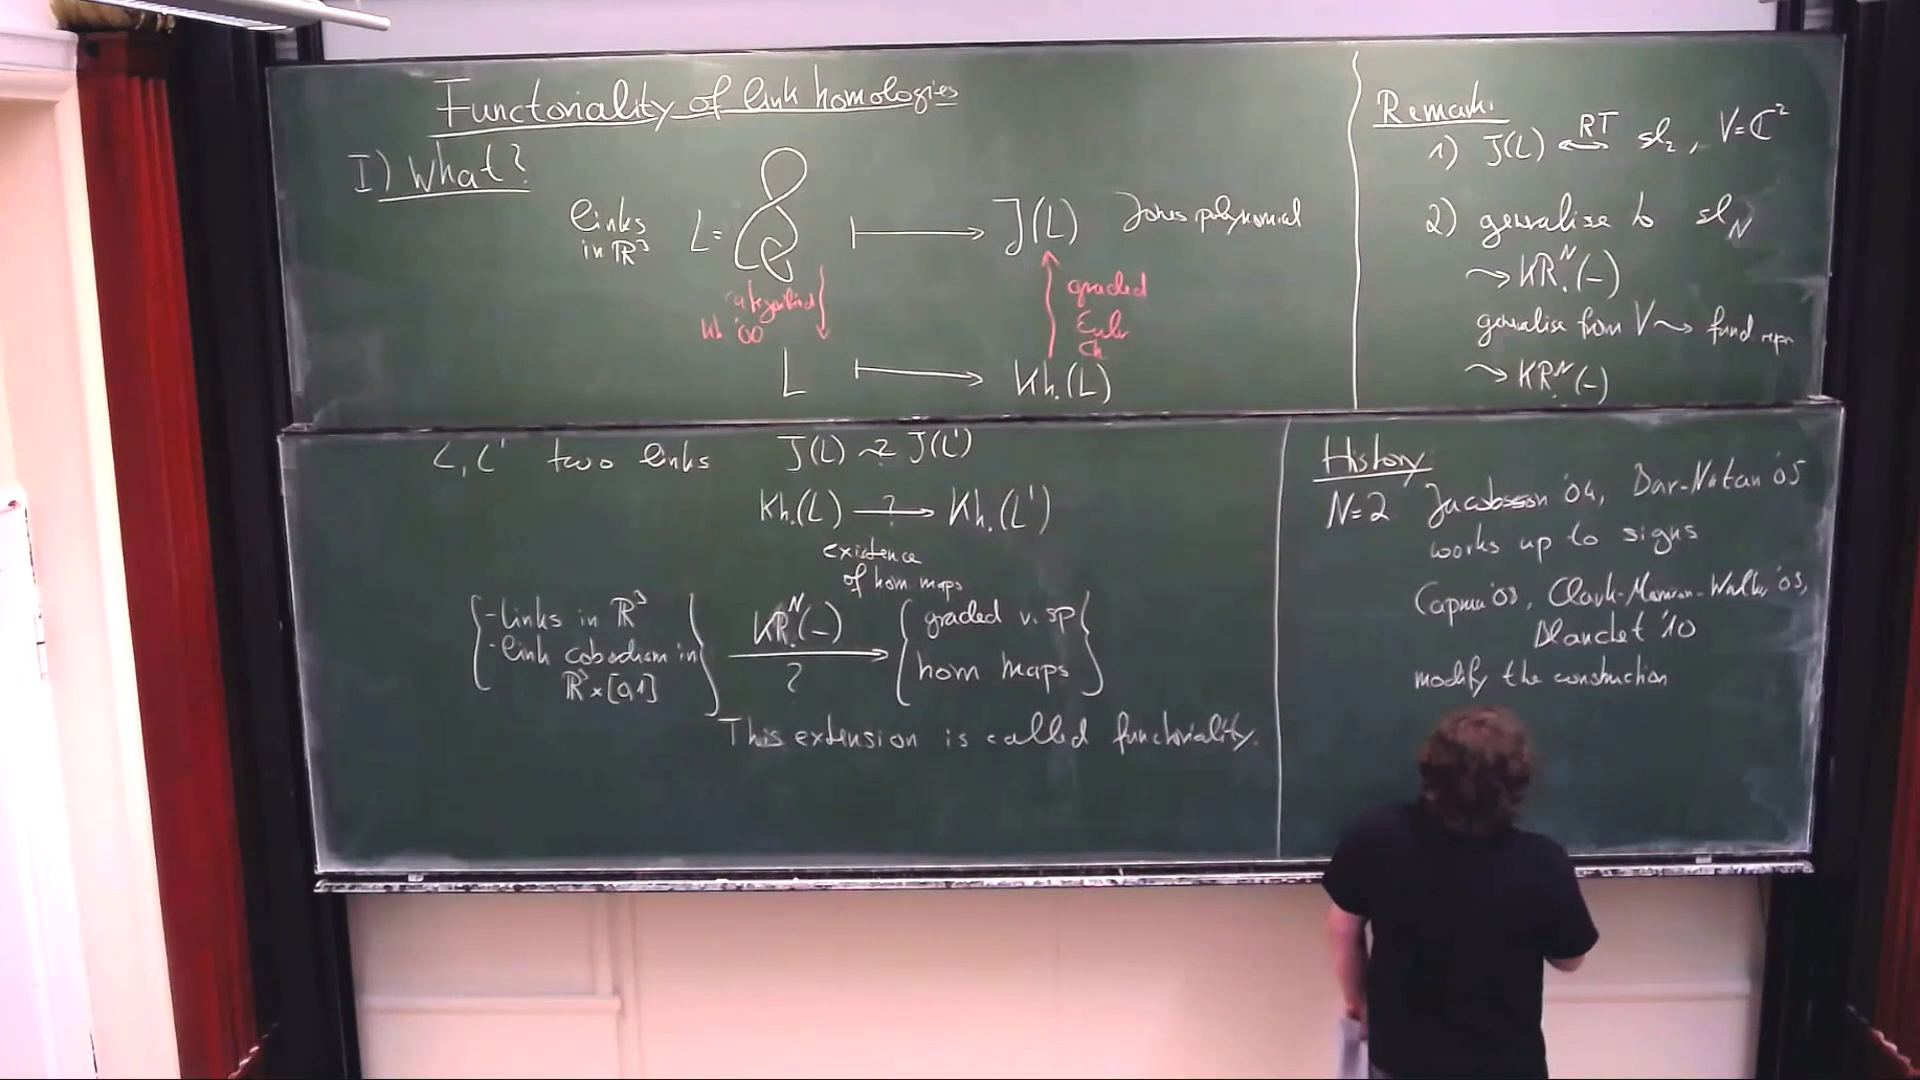 Functoriality of link homologies
I) What?
links in ℝ³ L = ⟼ J(L) Jones polynomial
Kh '00
graded Euler Ch
L ⟼ Kh.(L)
Remark:
1) J(L) ⟷ RT sl₂, V=ℂ²
2) generalise to sl_N
⇝ KR.ᴺ(-)
generalise from V ⇝ fund repr
⇝ KR.ᴺ(-)
L, L' two links J(L) ~? J(L')
Kh.(L) —?→ Kh.(L')
existence
of hom maps
{ - links in ℝ³ - link cobordism in ℝ³×[0,1] } KR.ᴺ(-) → ? { graded v. sp hom maps }
This extension is called functoriality.
History
N=2 Jacobsson '04, Bar-Natan '05
works up to signs
Caprau '08, Clark-Morrison-Walker '08,
Blanchet '10
modify the construction